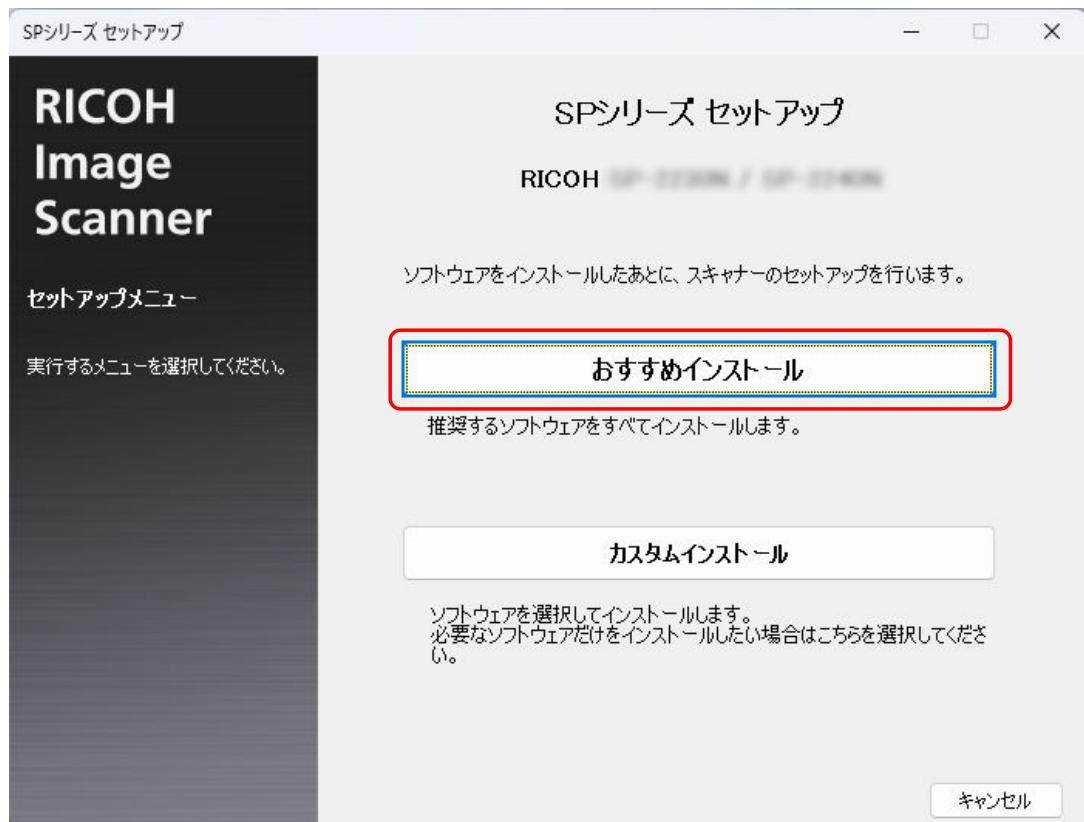 SPシリーズ セットアップ
RICOH
Image
Scanner
セットアップメニュー
実行するメニューを選択してください。
SPシリーズ セットアップ
RICOH
ソフトウェアをインストールしたあとに、スキャナーのセットアップを行います。
おすすめインストール
推奨するソフトウェアをすべてインストールします。
カスタムインストール
ソフトウェアを選択してインストールします。
必要なソフトウェアだけをインストールしたい場合はこちらを選択してくださ
い。
キャンセル